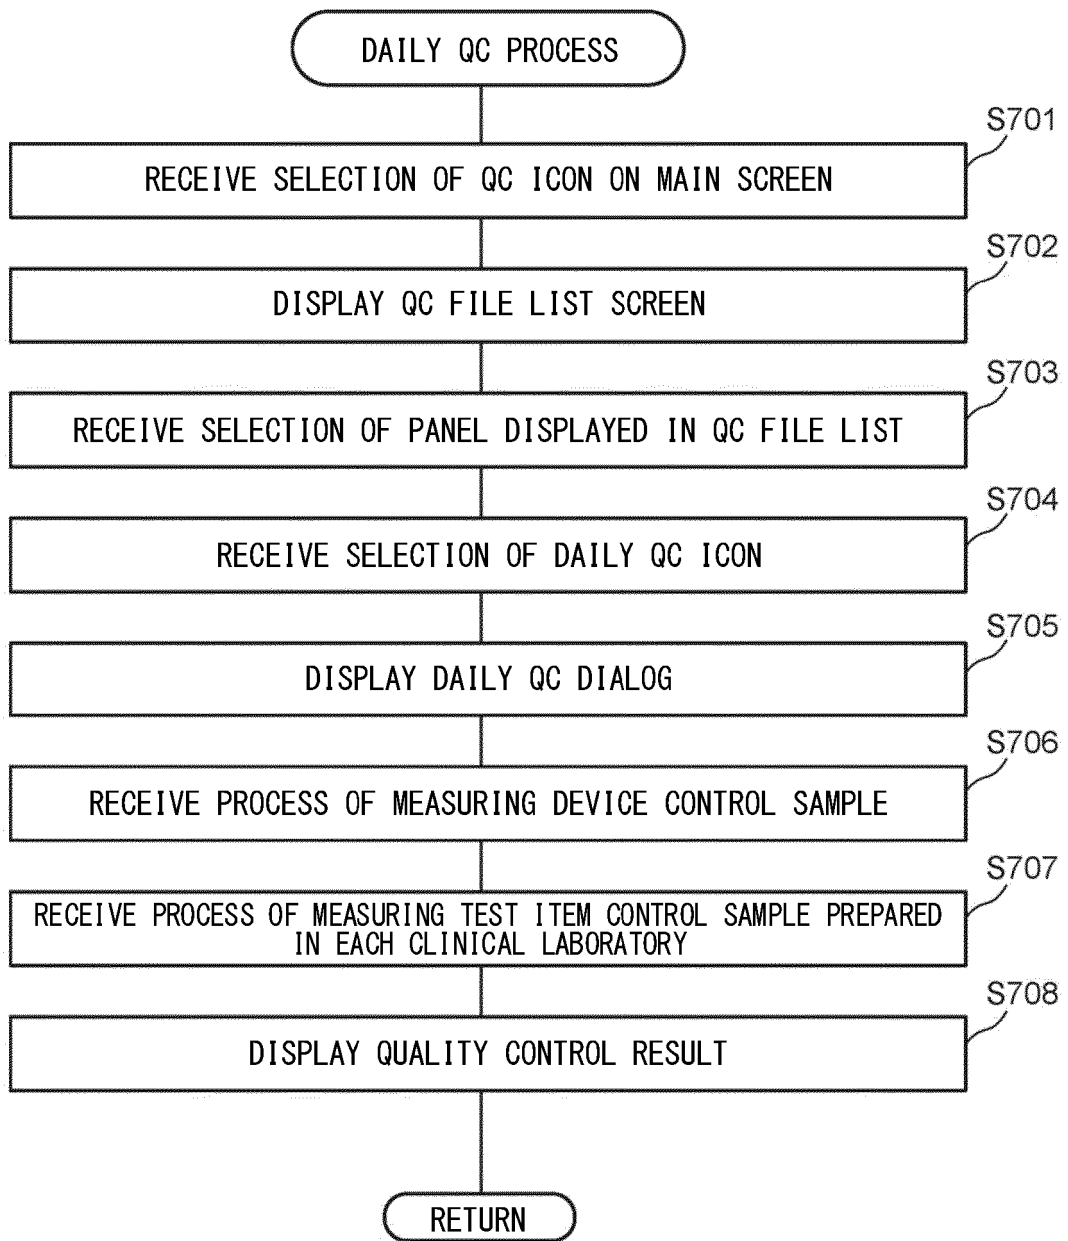 DAILY QC PROCESS
S701
RECEIVE SELECTION OF QC ICON ON MAIN SCREEN
S702
DISPLAY QC FILE LIST SCREEN
S703
RECEIVE SELECTION OF PANEL DISPLAYED IN QC FILE LIST
S704
RECEIVE SELECTION OF DAILY QC ICON
S705
DISPLAY DAILY QC DIALOG
S706
RECEIVE PROCESS OF MEASURING DEVICE CONTROL SAMPLE
S707
RECEIVE PROCESS OF MEASURING TEST ITEM CONTROL SAMPLE PREPARED
IN EACH CLINICAL LABORATORY
S708
DISPLAY QUALITY CONTROL RESULT
RETURN